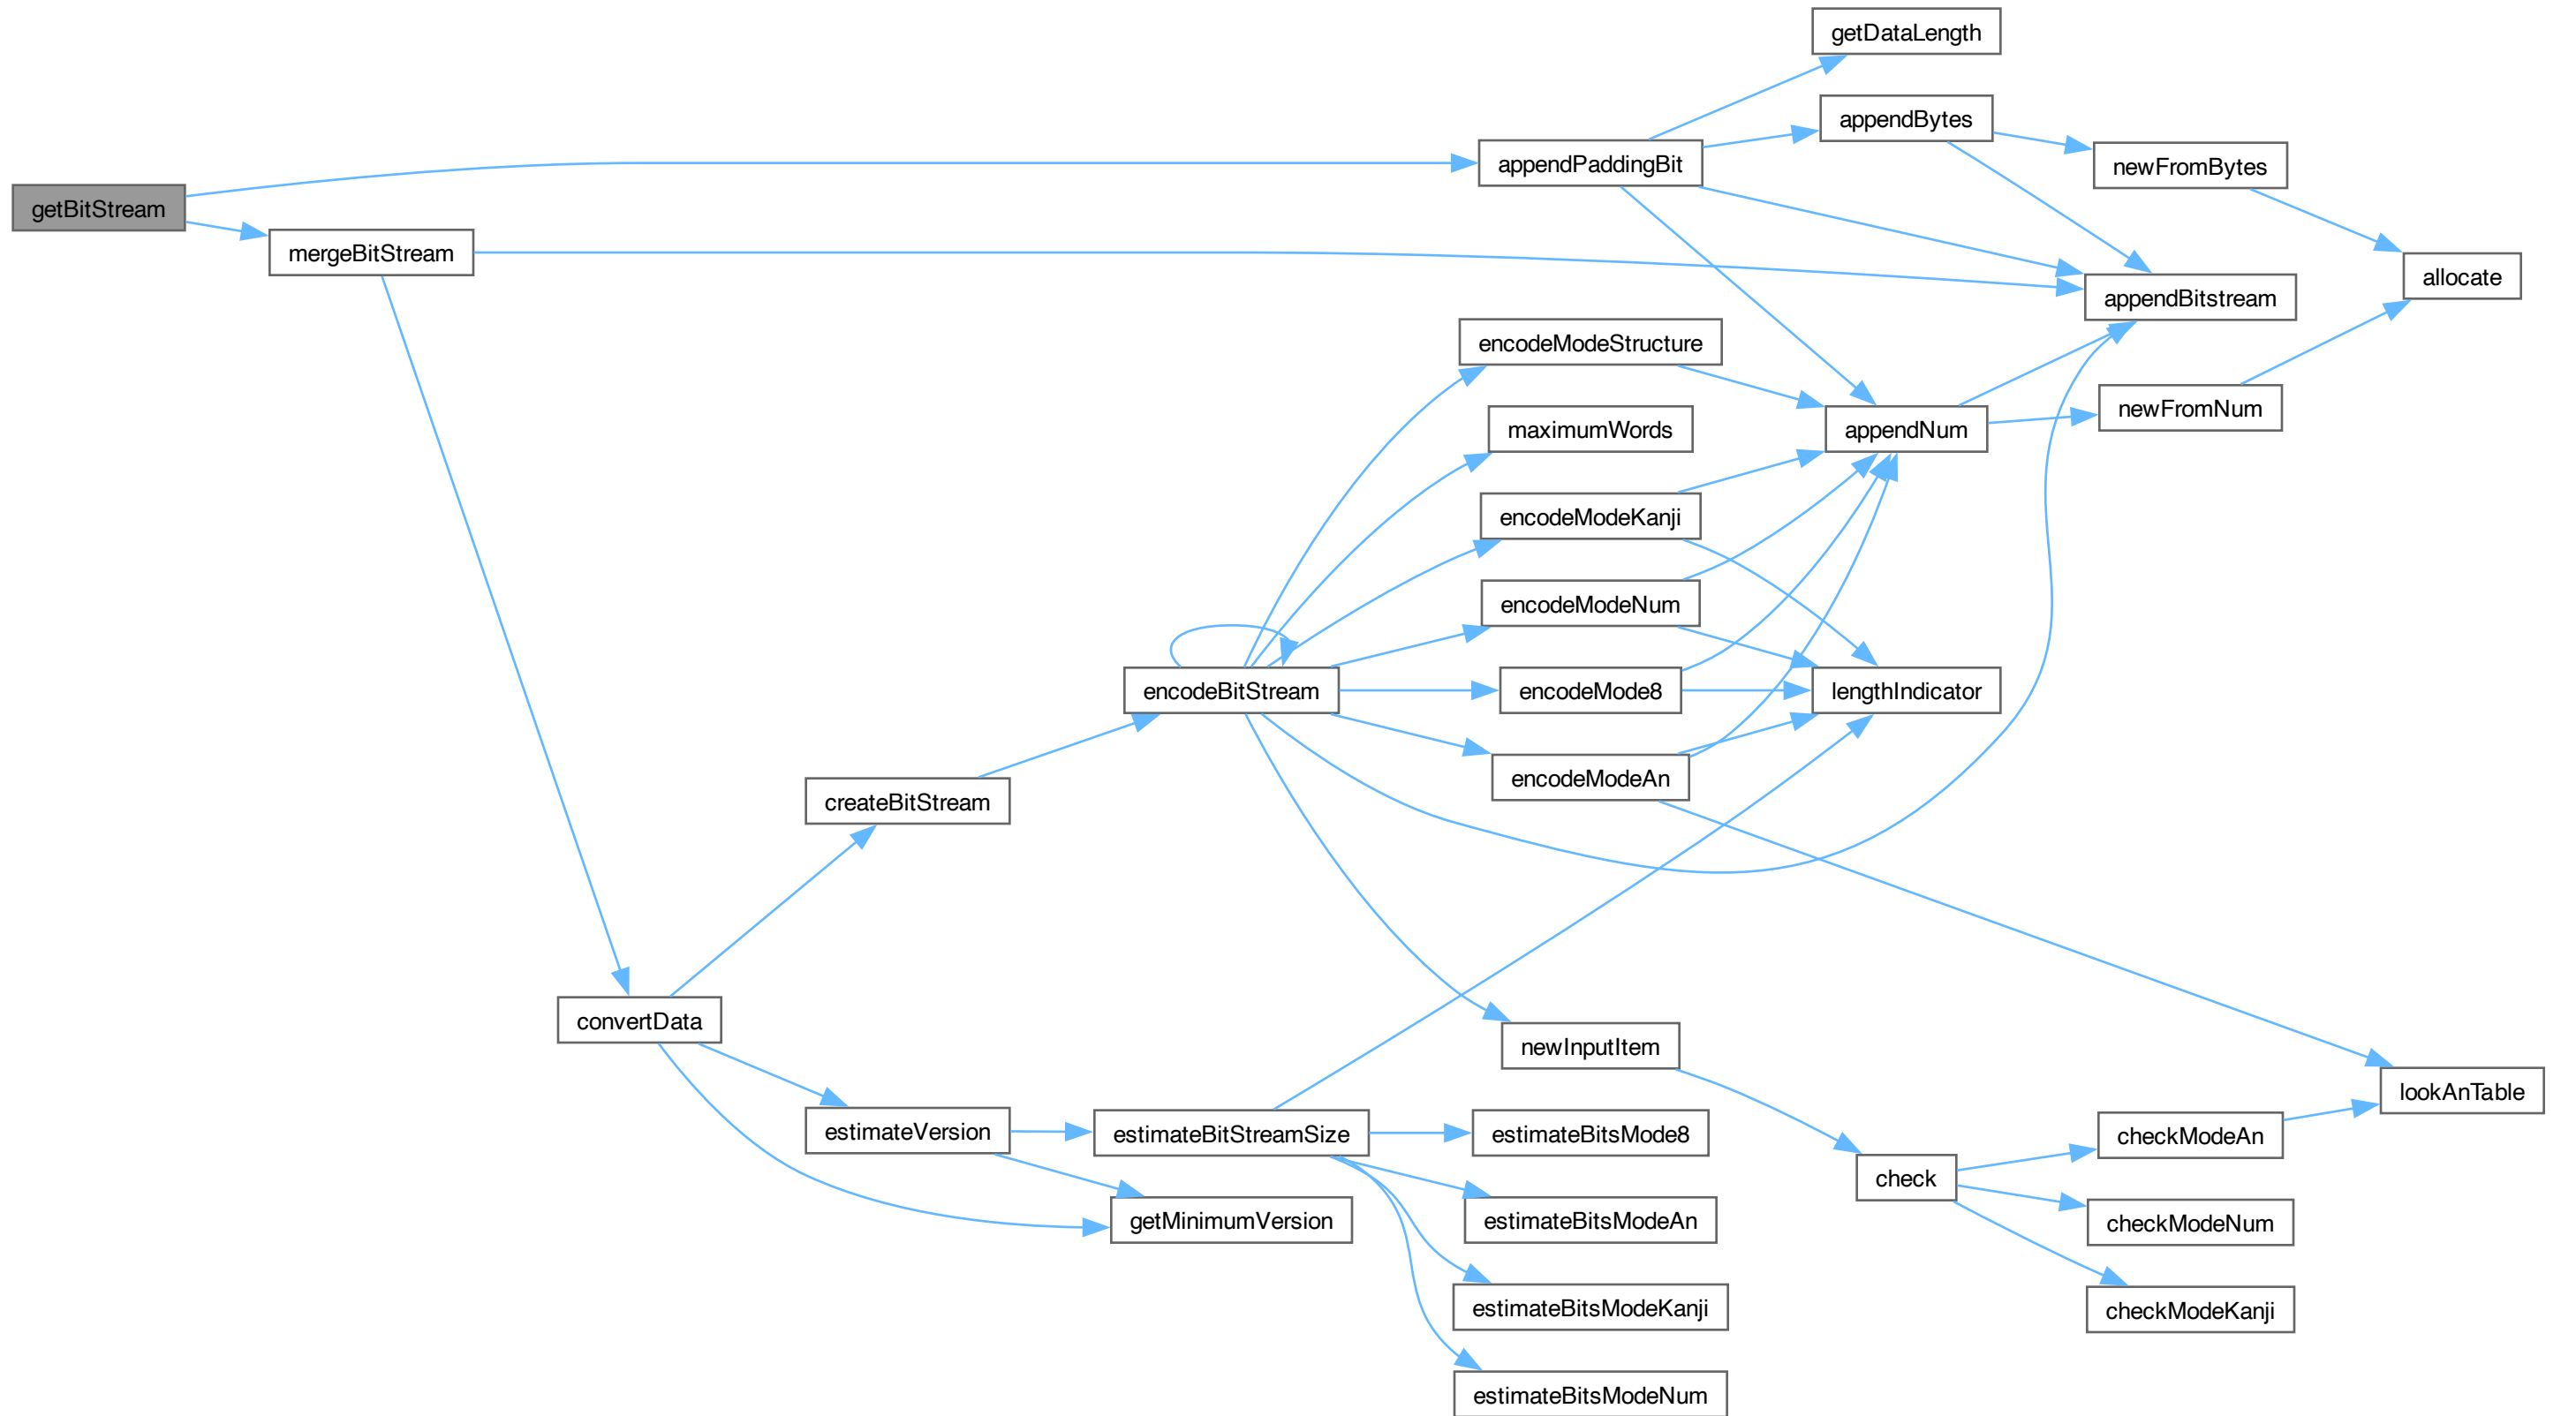 getDataLength
appendBytes
appendPaddingBit
newFromBytes
getBitStream
mergeBitStream
allocate
appendBitstream
encodeModeStructure
newFromNum
maximumWords
appendNum
encodeModeKanji
encodeModeNum
encodeBitStream
encodeMode8
lengthIndicator
encodeModeAn
createBitStream
convertData
newInputItem
lookAnTable
estimateVersion
estimateBitStreamSize
estimateBitsMode8
checkModeAn
check
getMinimumVersion
estimateBitsModeAn
checkModeNum
estimateBitsModeKanji
checkModeKanji
estimateBitsModeNum